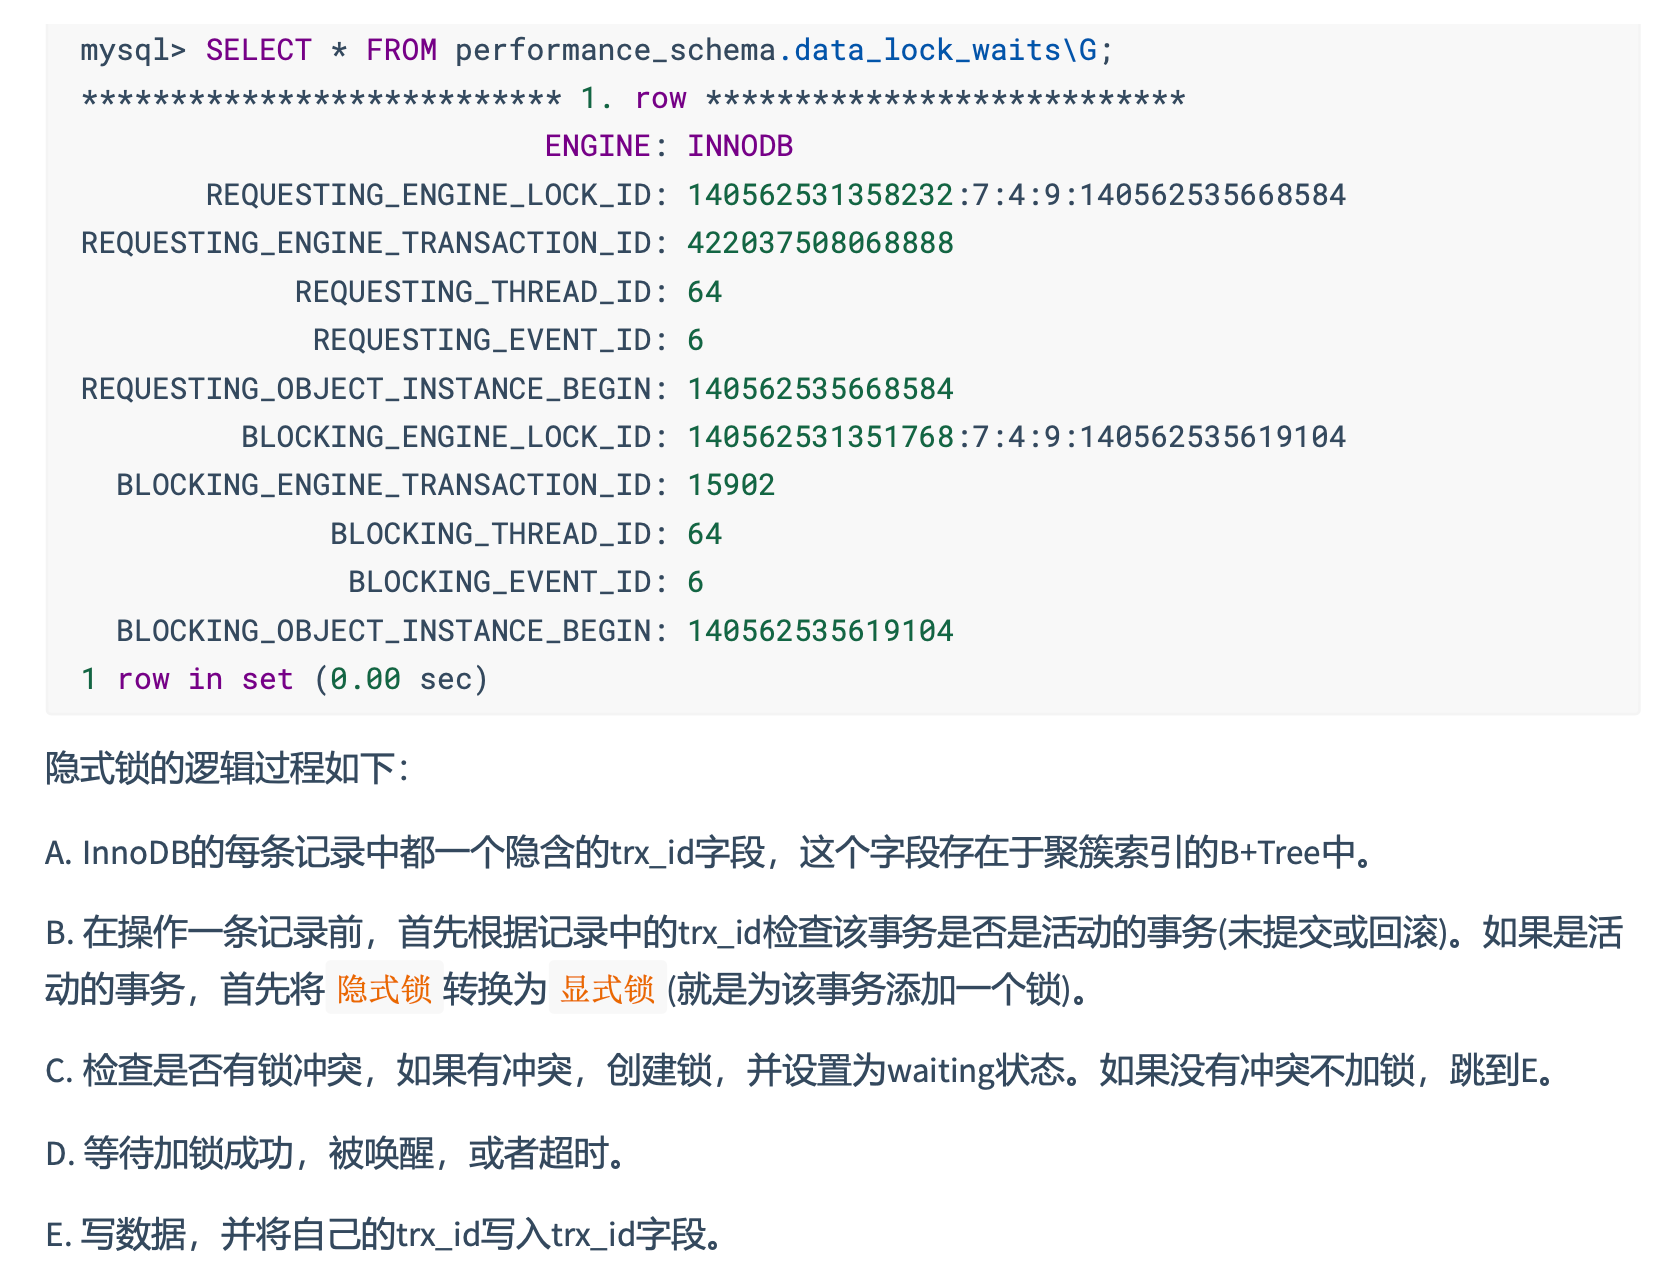 mysql> SELECT * FROM performance_schema.data_lock_waits\G;
*************************** 1. row ***************************
ENGINE: INNODB
REQUESTING_ENGINE_LOCK_ID: 140562531358232:7:4:9:140562535668584
REQUESTING_ENGINE_TRANSACTION_ID: 422037508068888
REQUESTING_THREAD_ID: 64
REQUESTING_EVENT_ID: 6
REQUESTING_OBJECT_INSTANCE_BEGIN: 140562535668584
BLOCKING_ENGINE_LOCK_ID: 140562531351768:7:4:9:140562535619104
BLOCKING_ENGINE_TRANSACTION_ID: 15902
BLOCKING_THREAD_ID: 64
BLOCKING_EVENT_ID: 6
BLOCKING_OBJECT_INSTANCE_BEGIN: 140562535619104
1 row in set (0.00 sec)
隐式锁的逻辑过程如下：
A. InnoDB的每条记录中都一个隐含的trx_id字段，这个字段存在于聚簇索引的B+Tree中。
B. 在操作一条记录前，首先根据记录中的trx_id检查该事务是否是活动的事务(未提交或回滚)。如果是活
动的事务，首先将 隐式锁 转换为 显式锁 (就是为该事务添加一个锁)。
C. 检查是否有锁冲突，如果有冲突，创建锁，并设置为waiting状态。如果没有冲突不加锁，跳到E。
D. 等待加锁成功，被唤醒，或者超时。
E. 写数据，并将自己的trx_id写入trx_id字段。